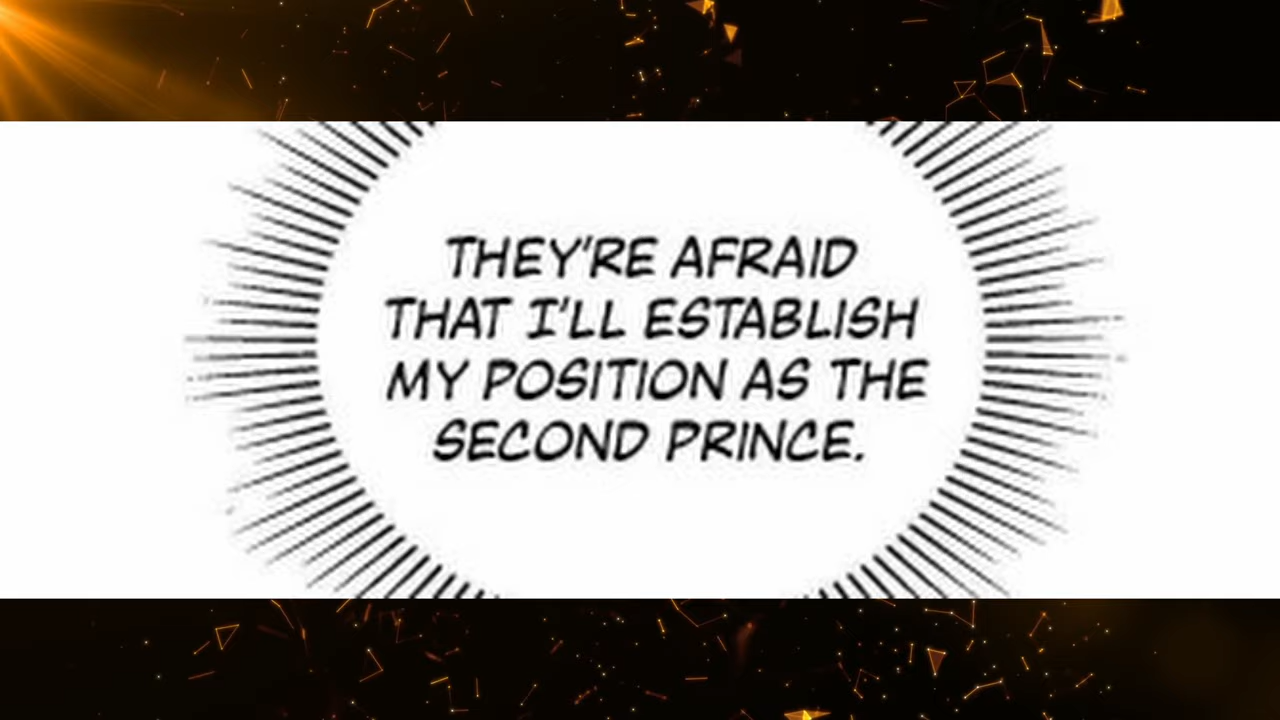 THEY'RE AFRAID
THAT I'LL ESTABLISH
MY POSITION AS THE
SECOND PRINCE.